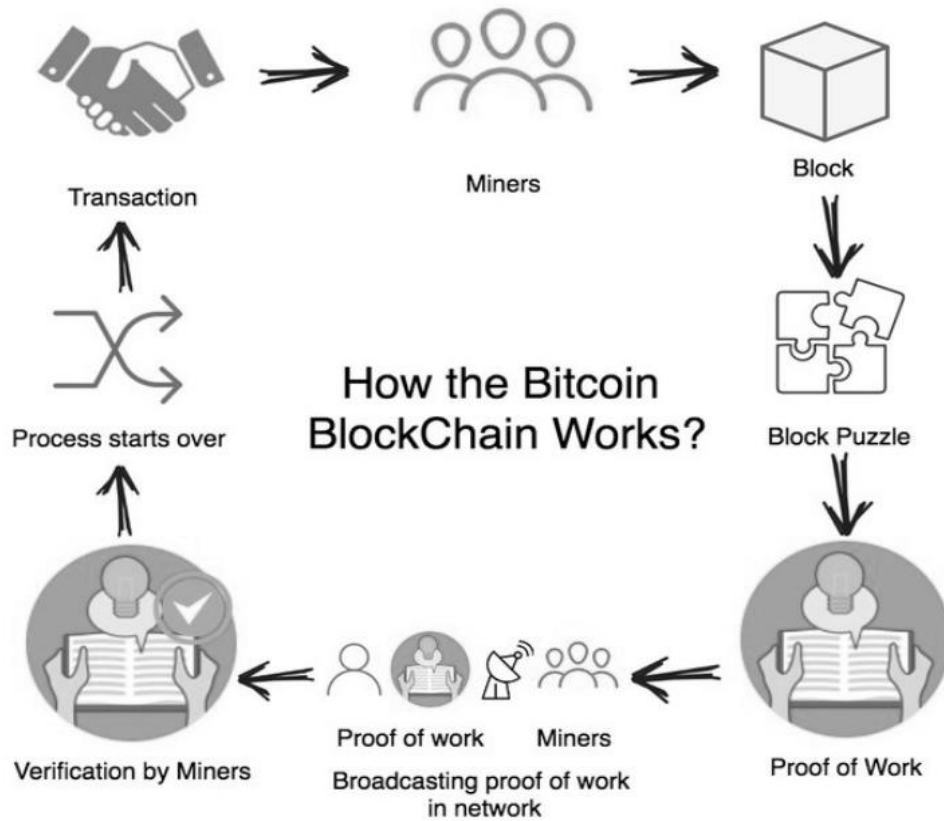 Transaction
Miners
Block
How the Bitcoin
BlockChain Works?
Process starts over
Block Puzzle
Verification by Miners
Proof of work
Miners
Broadcasting proof of work
in network
Proof of Work